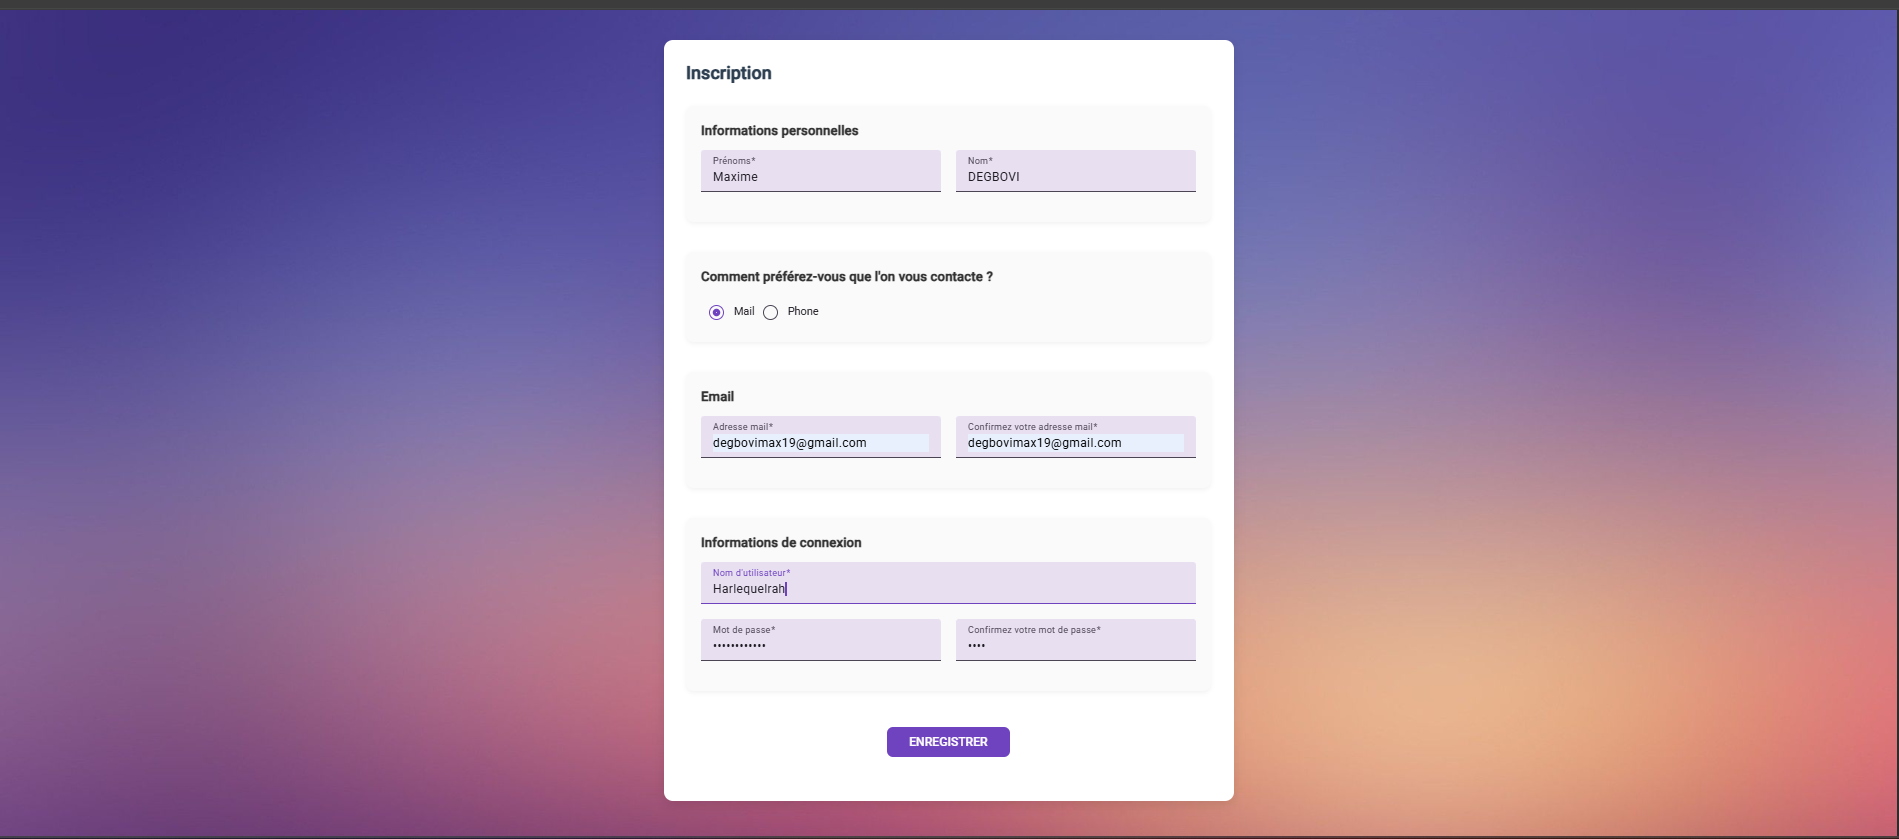 Inscription
Informations personnelles
Prénoms* Nom*
Maxime DEGBOVI
Comment préférez-vous que l'on vous contacte ?
Mail Phone
Email
Adresse mail* Confirmez votre adresse mail*
degbovimax19@gmail.com degbovimax19@gmail.com
Informations de connexion
Nom d'utilisateur*
Harlequelrah
Mot de passe* Confirmez votre mot de passe*
•••••••••••• ••••
ENREGISTRER